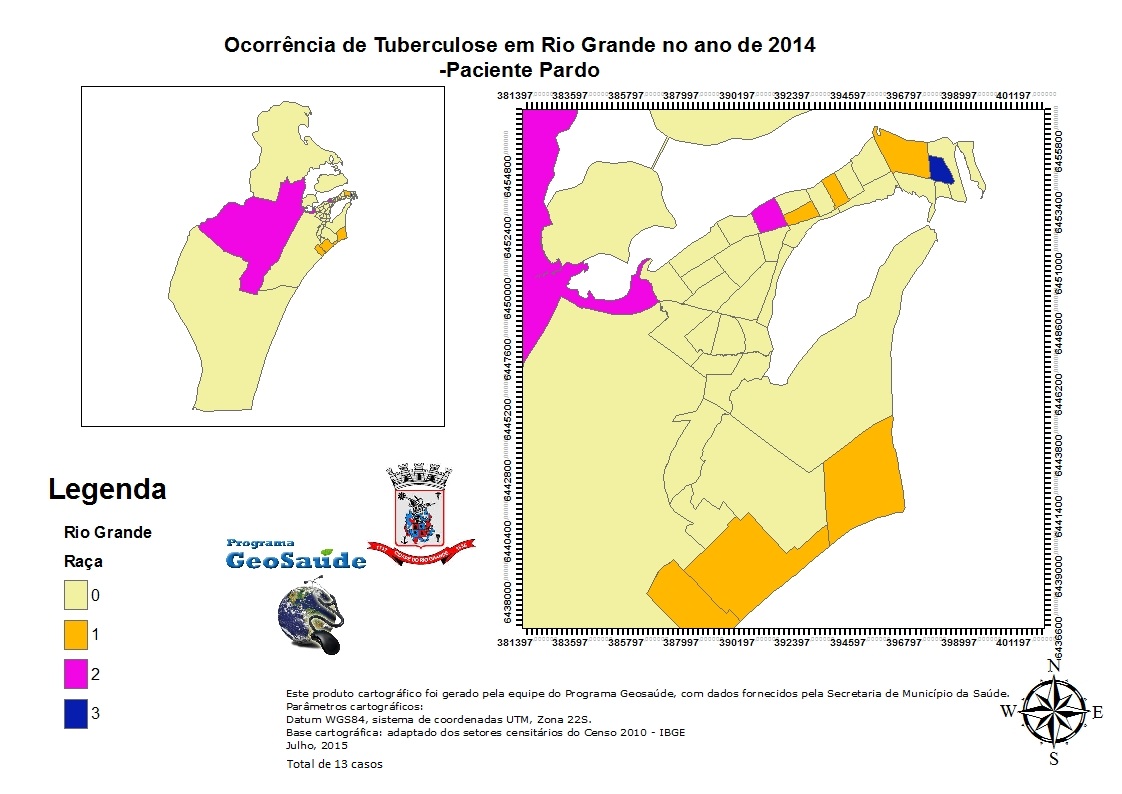 Ocorrência de Tuberculose em Rio Grande no ano de 2014
-Paciente Pardo
381397 383597 385797 387997 390197 392397 394597 396797 398997 401197
6454800
6452400
6450000
6447600
6445200
6442800
6440400
6438000
6455800
6453400
6451000
6448600
6446200
6443800
6441400
6439000
6436600
381397 383597 385797 387997 390197 392397 394597 396797 398997 401197
Legenda
Rio Grande
Raça
0
1
2
3
Programa
GeoSaúde
CIDADE DO RIO GRANDE
N
W E
S
Este produto cartográfico foi gerado pela equipe do Programa Geosaúde, com dados fornecidos pela Secretaria de Município da Saúde.
Parâmetros cartográficos:
Datum WGS84, sistema de coordenadas UTM, Zona 22S.
Base cartográfica: adaptado dos setores censitários do Censo 2010 - IBGE
Julho, 2015
Total de 13 casos